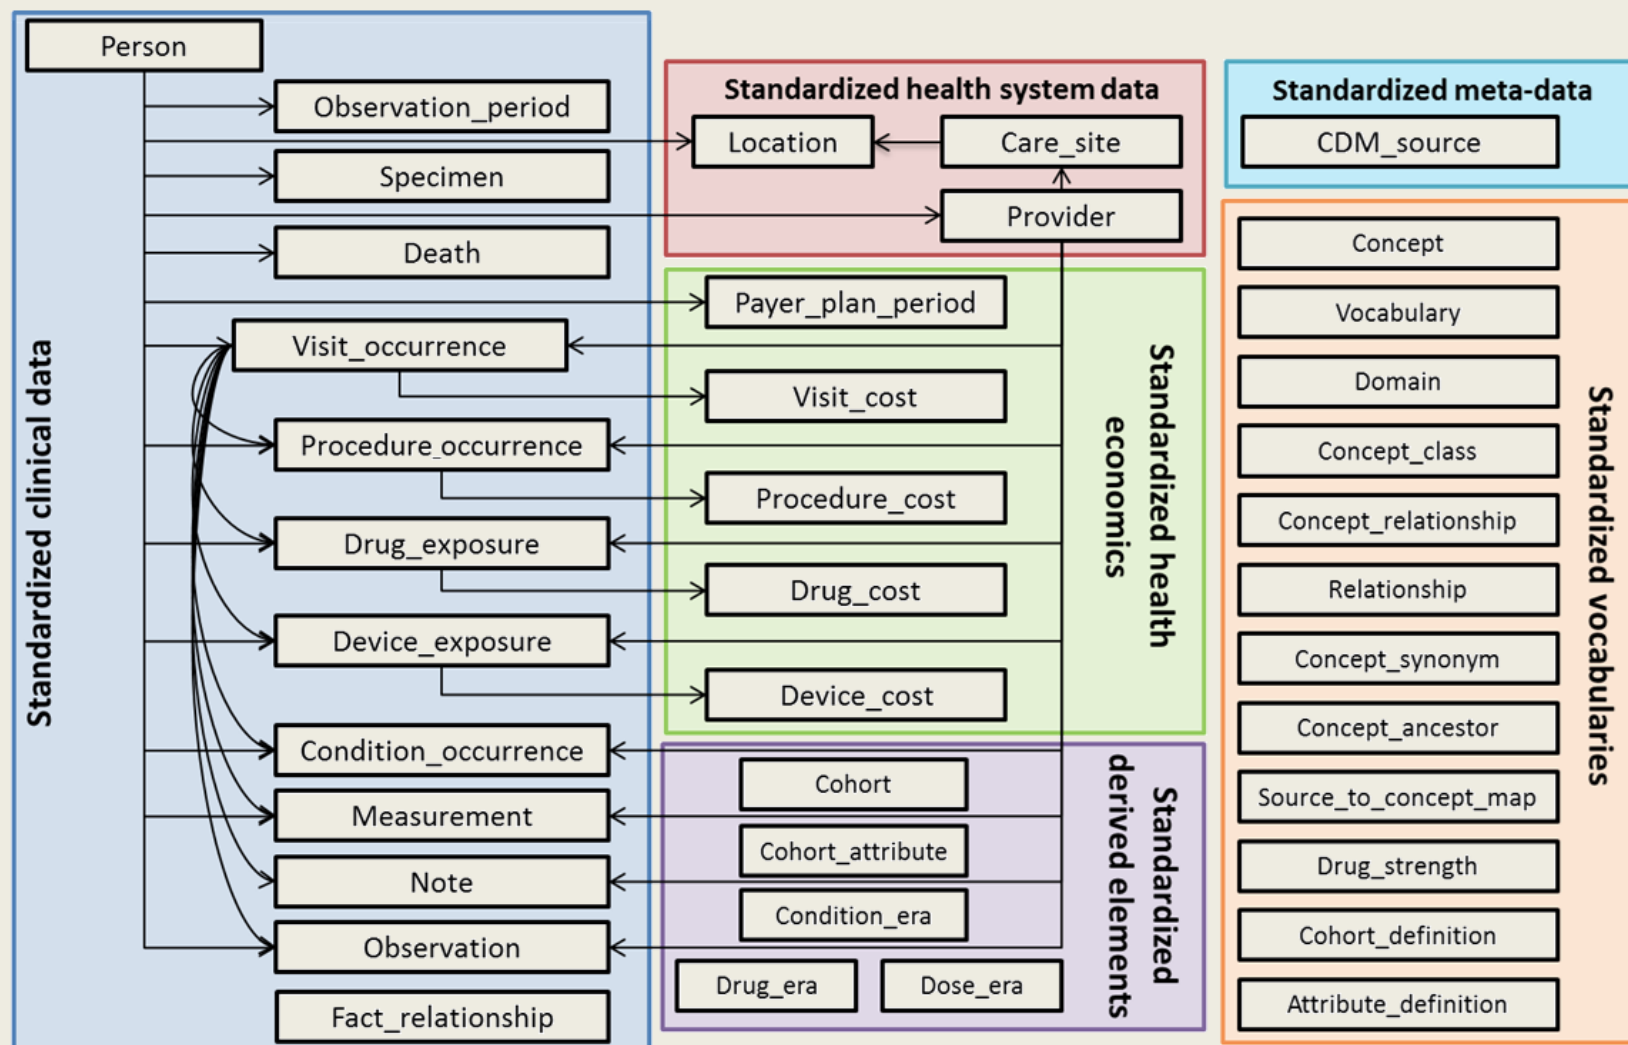 Person
Observation_period
Specimen
Death
Visit_occurrence
Procedure_occurrence
Drug_exposure
Device_exposure
Condition_occurrence
Measurement
Note
Observation
Fact_relationship
Standardized clinical data
Standardized health system data
Location
Care_site
Provider
Payer_plan_period
Visit_cost
Procedure_cost
Drug_cost
Device_cost
Standardized health
economics
Cohort
Cohort_attribute
Condition_era
Drug_era
Dose_era
Standardized
derived elements
Standardized meta-data
CDM_source
Concept
Vocabulary
Domain
Concept_class
Concept_relationship
Relationship
Concept_synonym
Concept_ancestor
Source_to_concept_map
Drug_strength
Cohort_definition
Attribute_definition
Standardized vocabularies